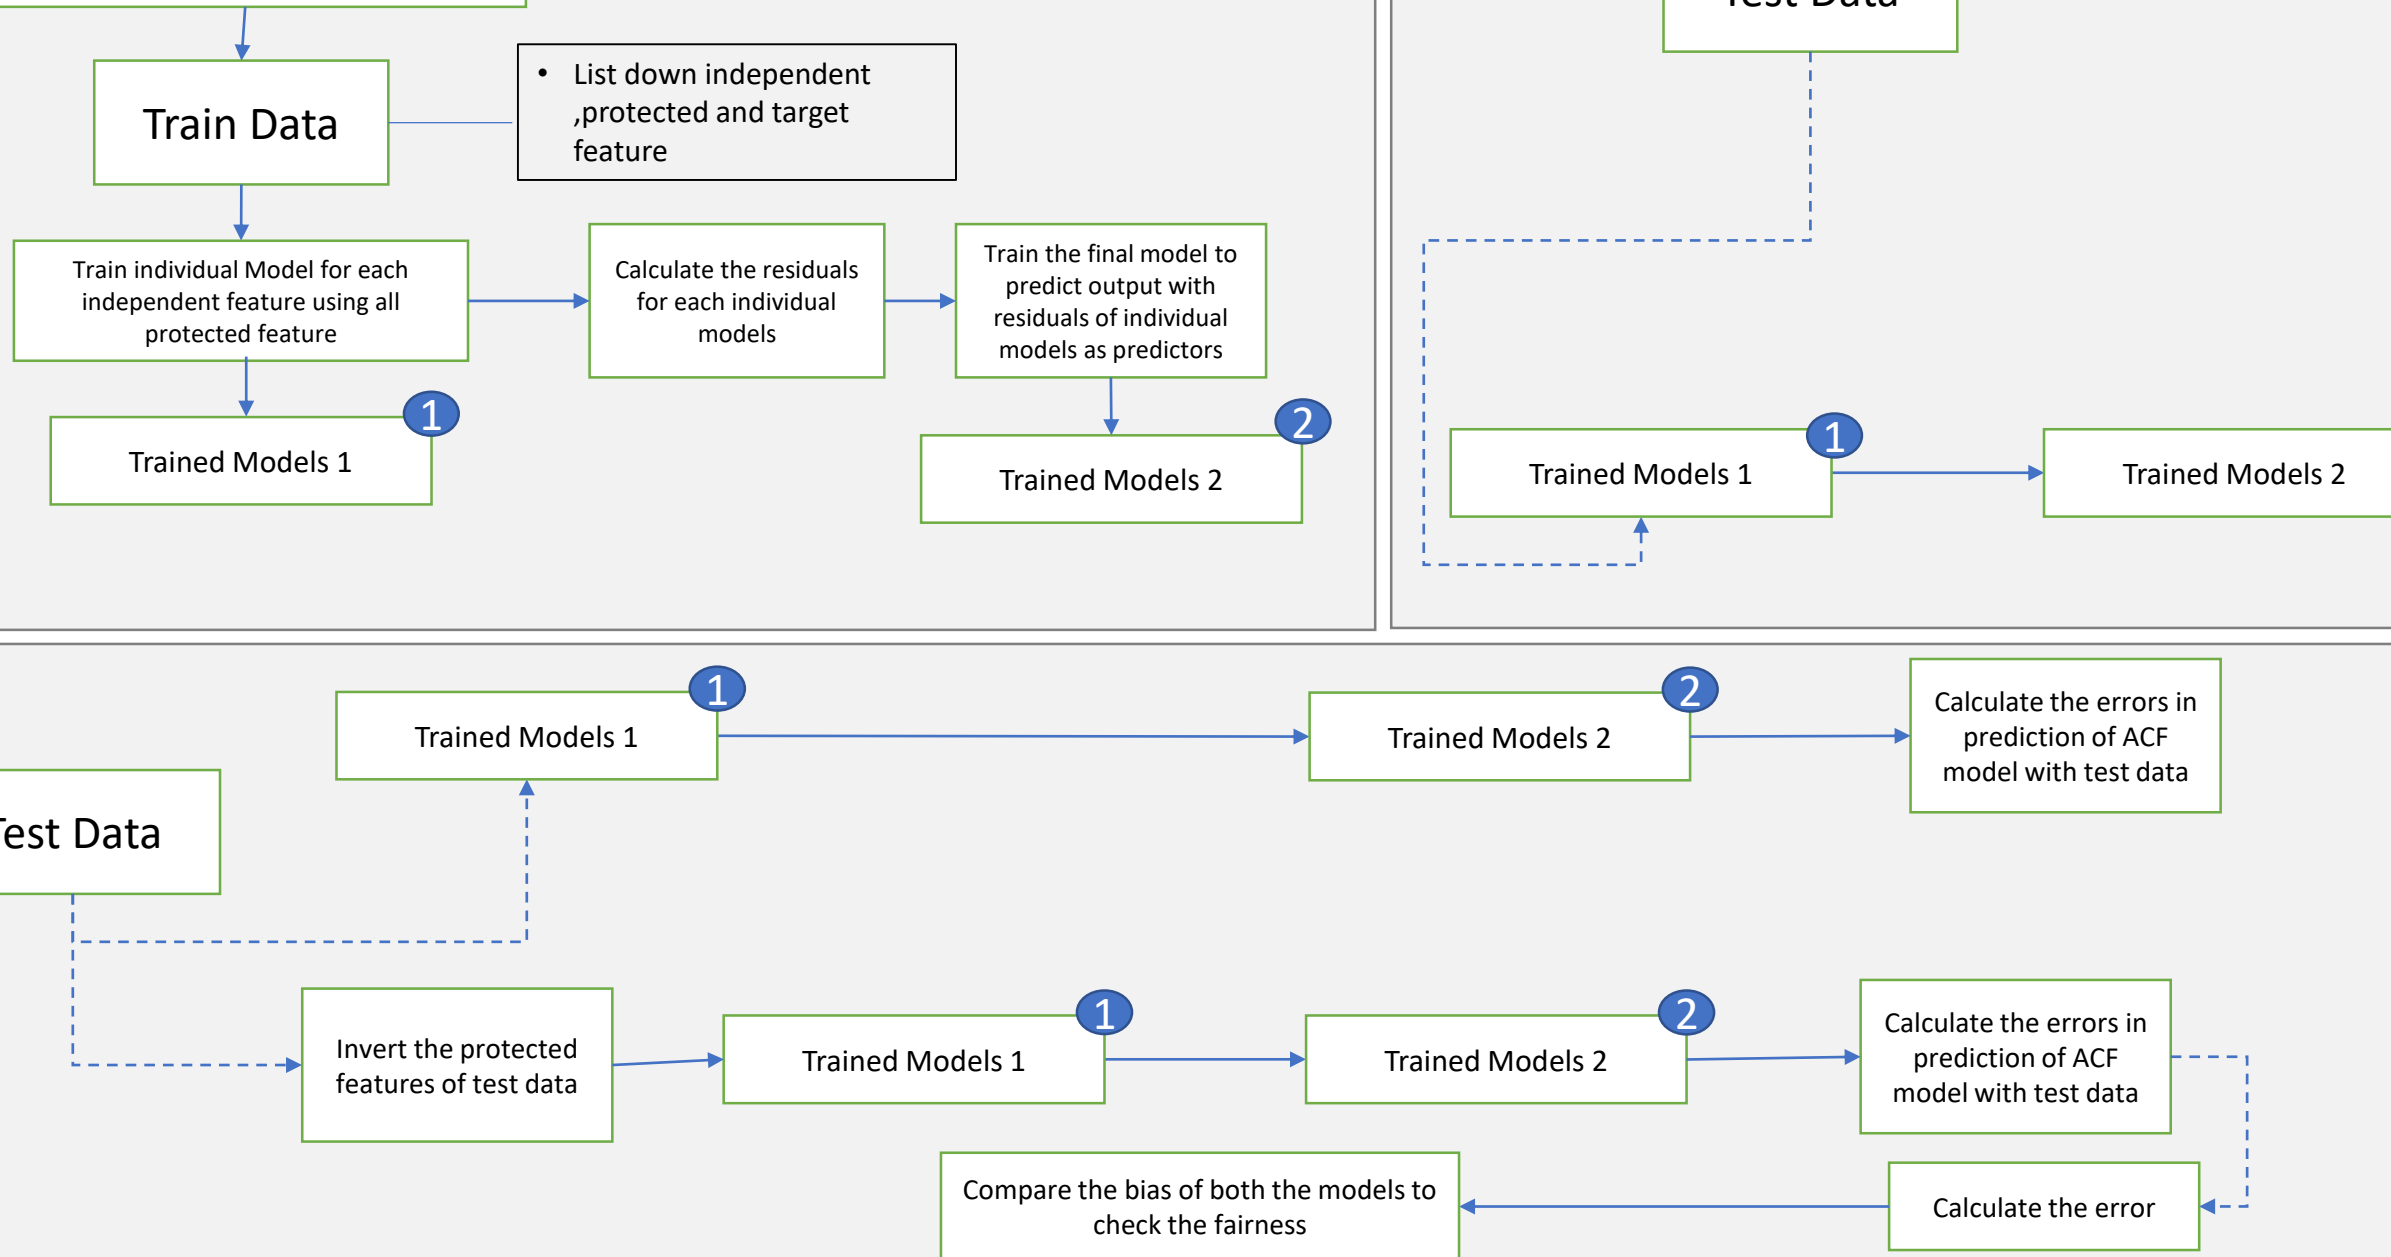 Train Data
• List down independent
,protected and target
feature
Train individual Model for each
independent feature using all
protected feature
Calculate the residuals
for each individual
models
Train the final model to
predict output with
residuals of individual
models as predictors
1
Trained Models 1
2
Trained Models 2
Test Data
1
Trained Models 1
Trained Models 2
Test Data
1
Trained Models 1
2
Trained Models 2
Calculate the errors in
prediction of ACF
model with test data
Invert the protected
features of test data
1
Trained Models 1
2
Trained Models 2
Calculate the errors in
prediction of ACF
model with test data
Calculate the error
Compare the bias of both the models to
check the fairness